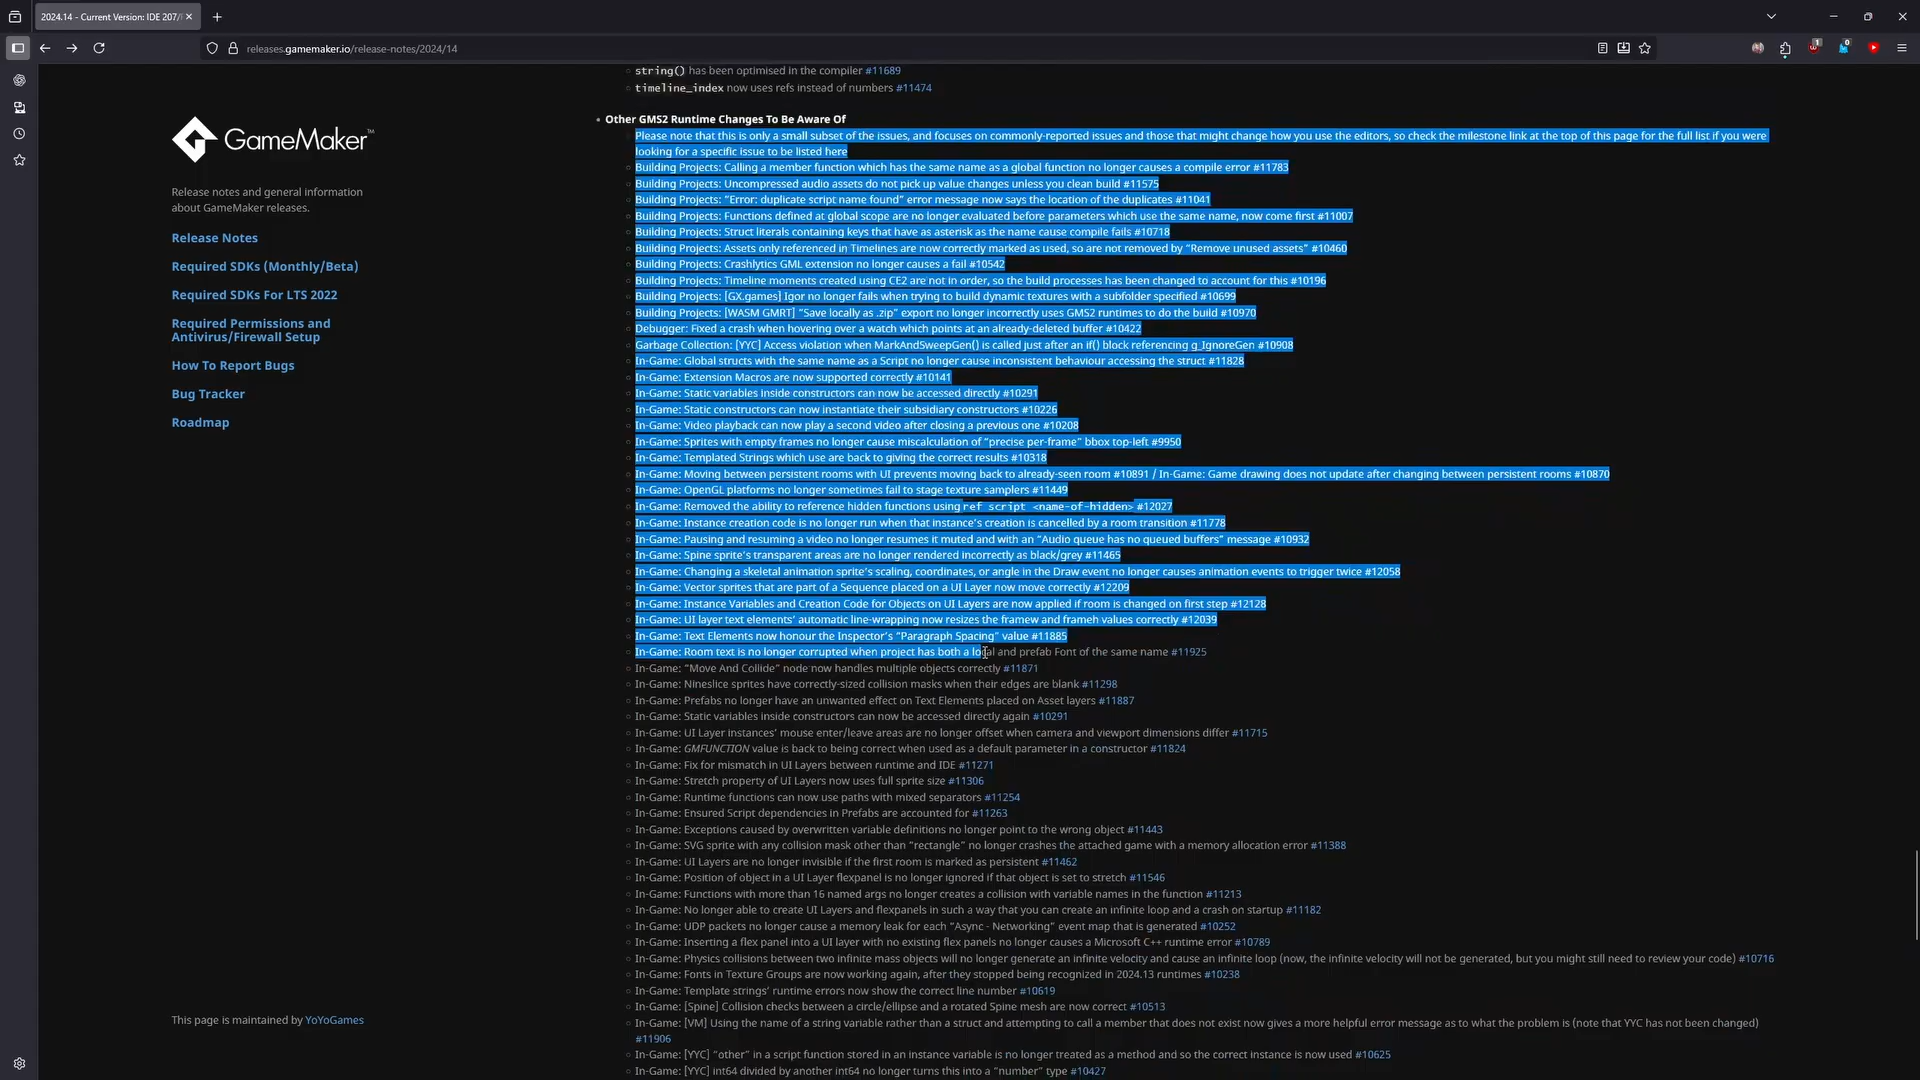 2024.14 - Current Version: IDE 207/
releases.gamemaker.io/release-notes/2024/14
1
0
GameMaker™
Release notes and general information
about GameMaker releases.
Release Notes
Required SDKs (Monthly/Beta)
Required SDKs For LTS 2022
Required Permissions and
Antivirus/Firewall Setup
How To Report Bugs
Bug Tracker
Roadmap
This page is maintained by YoYoGames
string() has been optimised in the compiler #11689
timeline_index now uses refs instead of numbers #11474
Other GMS2 Runtime Changes To Be Aware Of
Please note that this is only a small subset of the issues, and focuses on commonly-reported issues and those that might change how you use the editors, so check the milestone link at the top of this page for the full list if you were
looking for a specific issue to be listed here
Building Projects: Calling a member function which has the same name as a global function no longer causes a compile error #11783
Building Projects: Uncompressed audio assets do not pick up value changes unless you clean build #11575
Building Projects: "Error: duplicate script name found" error message now says the location of the duplicates #11041
Building Projects: Functions defined at global scope are no longer evaluated before parameters which use the same name, now come first #11007
Building Projects: Struct literals containing keys that have as asterisk as the name cause compile fails #10718
Building Projects: Assets only referenced in Timelines are now correctly marked as used, so are not removed by "Remove unused assets" #10460
Building Projects: Crashlytics GML extension no longer causes a fail #10542
Building Projects: Timeline moments created using CE2 are not in order, so the build processes has been changed to account for this #10196
Building Projects: [GX.games] Igor no longer fails when trying to build dynamic textures with a subfolder specified #10699
Building Projects: [WASM GMRT] "Save locally as .zip" export no longer incorrectly uses GMS2 runtimes to do the build #10970
Debugger: Fixed a crash when hovering over a watch which points at an already-deleted buffer #10422
Garbage Collection: [YYC] Access violation when MarkAndSweepGen() is called just after an if() block referencing g_IgnoreGen #10908
In-Game: Global structs with the same name as a Script no longer cause inconsistent behaviour accessing the struct #11828
In-Game: Extension Macros are now supported correctly #10141
In-Game: Static variables inside constructors can now be accessed directly #10291
In-Game: Static constructors can now instantiate their subsidiary constructors #10226
In-Game: Video playback can now play a second video after closing a previous one #10208
In-Game: Sprites with empty frames no longer cause miscalculation of "precise per-frame" bbox top-left #9950
In-Game: Templated Strings which use are back to giving the correct results #10318
In-Game: Moving between persistent rooms with UI prevents moving back to already-seen room #10891 / In-Game: Game drawing does not update after changing between persistent rooms #10870
In-Game: OpenGL platforms no longer sometimes fail to stage texture samplers #11449
In-Game: Removed the ability to reference hidden functions using ref script <name-of-hidden> #12027
In-Game: Instance creation code is no longer run when that instance's creation is cancelled by a room transition #11778
In-Game: Pausing and resuming a video no longer resumes it muted and with an "Audio queue has no queued buffers" message #10932
In-Game: Spine sprite's transparent areas are no longer rendered incorrectly as black/grey #11465
In-Game: Changing a skeletal animation sprite's scaling, coordinates, or angle in the Draw event no longer causes animation events to trigger twice #12058
In-Game: Vector sprites that are part of a Sequence placed on a UI Layer now move correctly #12209
In-Game: Instance Variables and Creation Code for Objects on UI Layers are now applied if room is changed on first step #12128
In-Game: UI layer text elements' automatic line-wrapping now resizes the framew and frameh values correctly #12039
In-Game: Text Elements now honour the Inspector's "Paragraph Spacing" value #11885
In-Game: Room text is no longer corrupted when project has both a local and prefab Font of the same name #11925
In-Game: "Move And Collide" node now handles multiple objects correctly #11871
In-Game: Nineslice sprites have correctly-sized collision masks when their edges are blank #11298
In-Game: Prefabs no longer have an unwanted effect on Text Elements placed on Asset layers #11887
In-Game: Static variables inside constructors can now be accessed directly again #10291
In-Game: UI Layer instances' mouse enter/leave areas are no longer offset when camera and viewport dimensions differ #11715
In-Game: GMFUNCTION value is back to being correct when used as a default parameter in a constructor #11824
In-Game: Fix for mismatch in UI Layers between runtime and IDE #11271
In-Game: Stretch property of UI Layers now uses full sprite size #11306
In-Game: Runtime functions can now use paths with mixed separators #11254
In-Game: Ensured Script dependencies in Prefabs are accounted for #11263
In-Game: Exceptions caused by overwritten variable definitions no longer point to the wrong object #11443
In-Game: SVG sprite with any collision mask other than "rectangle" no longer crashes the attached game with a memory allocation error #11388
In-Game: UI Layers are no longer invisible if the first room is marked as persistent #11462
In-Game: Position of object in a UI Layer flexpanel is no longer ignored if that object is set to stretch #11546
In-Game: Functions with more than 16 named args no longer creates a collision with variable names in the function #11213
In-Game: No longer able to create UI Layers and flexpanels in such a way that you can create an infinite loop and a crash on startup #11182
In-Game: UDP packets no longer cause a memory leak for each "Async - Networking" event map that is generated #10252
In-Game: Inserting a flex panel into a UI layer with no existing flex panels no longer causes a Microsoft C++ runtime error #10789
In-Game: Physics collisions between two infinite mass objects will no longer generate an infinite velocity and cause an infinite loop (now, the infinite velocity will not be generated, but you might still need to review your code) #10716
In-Game: Fonts in Texture Groups are now working again, after they stopped being recognized in 2024.13 runtimes #10238
In-Game: Template strings' runtime errors now show the correct line number #10619
In-Game: [Spine] Collision checks between a circle/ellipse and a rotated Spine mesh are now correct #10513
In-Game: [VM] Using the name of a string variable rather than a struct and attempting to call a member that does not exist now gives a more helpful error message as to what the problem is (note that YYC has not been changed)
#11906
In-Game: [YYC] "other" in a script function stored in an instance variable is no longer treated as a method and so the correct instance is now used #10625
In-Game: [YYC] int64 divided by another int64 no longer turns this into a "number" type #10427